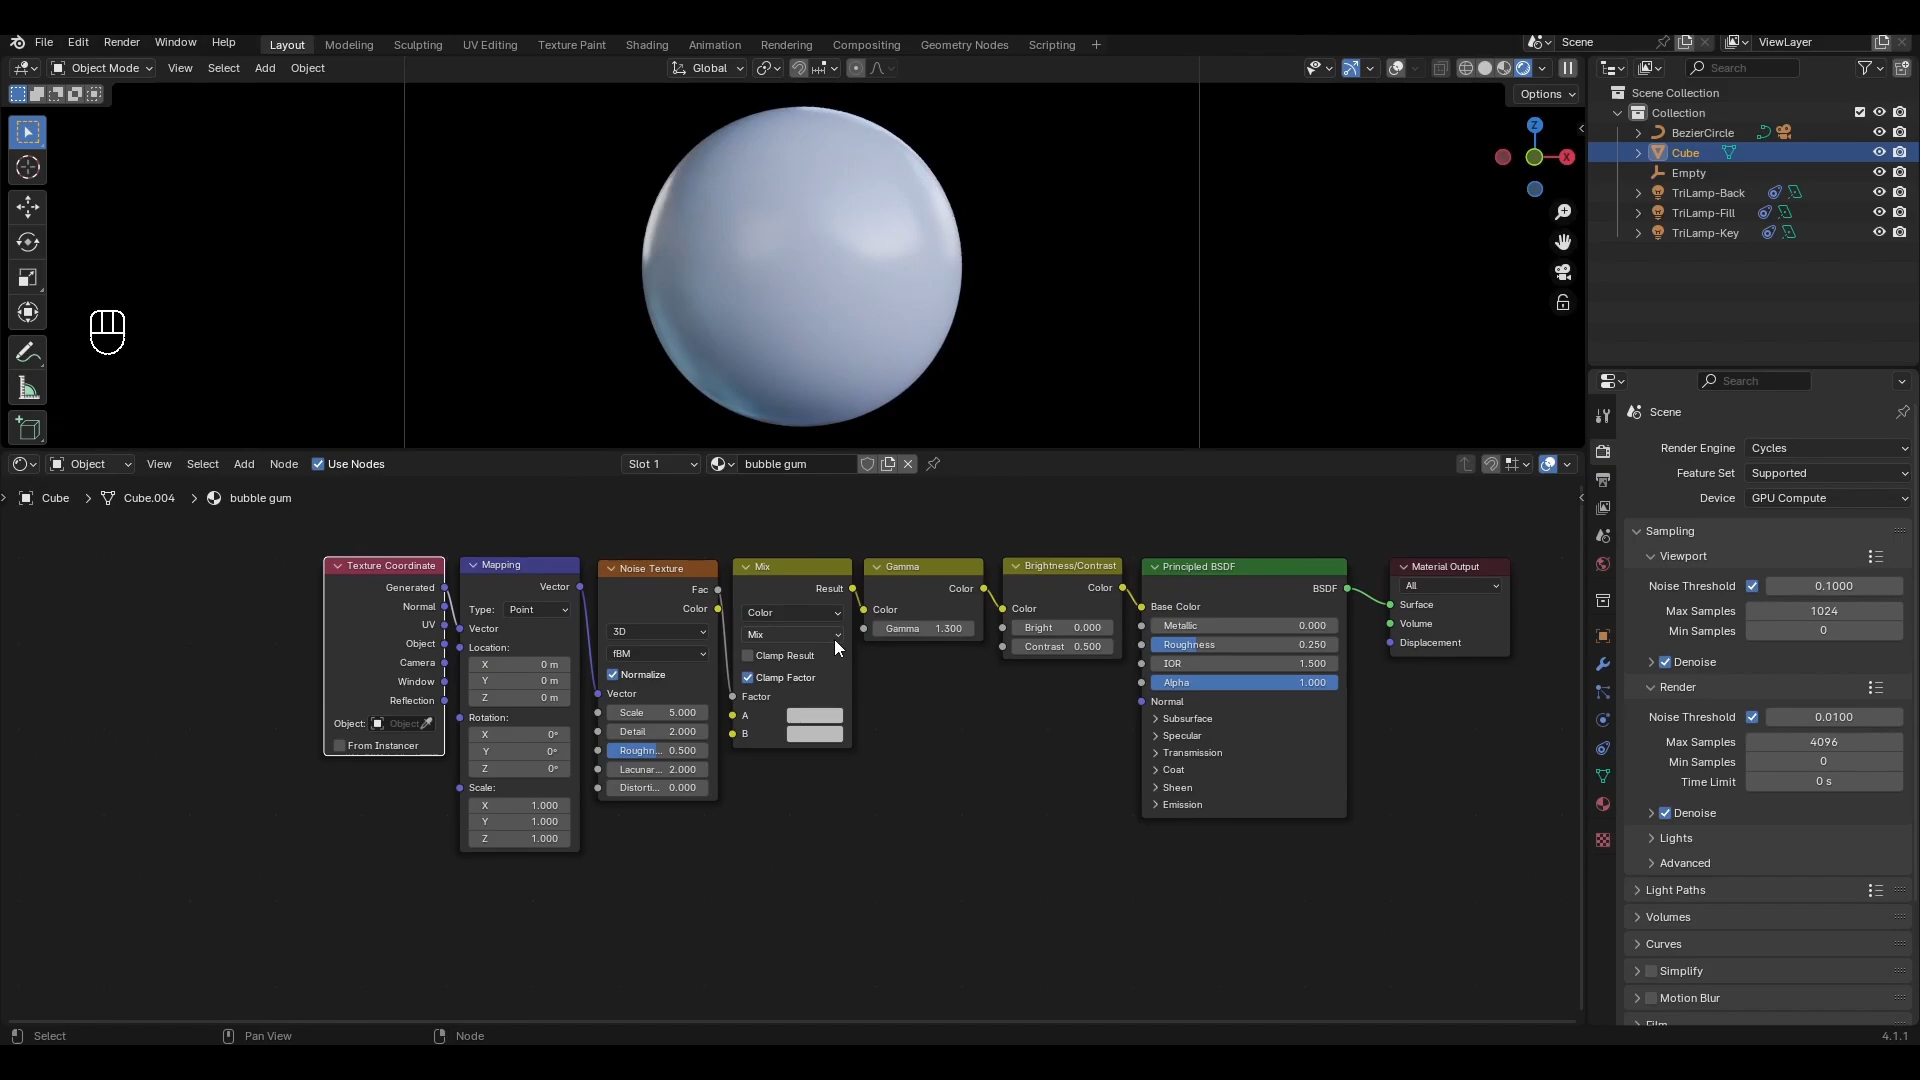 File Edit Render Window Help Layout Modeling Sculpting UV Editing Texture Paint Shading Animation Rendering Compositing Geometry Nodes Scripting + Scene ViewLayer
Object Mode View Select Add Object Global Search
Options
Scene Collection
Collection
BezierCircle
Cube
Empty
TriLamp-Back
TriLamp-Fill
TriLamp-Key
Z
X
Search
Scene
Render Engine Cycles
Feature Set Supported
Device GPU Compute
Sampling
Viewport
Noise Threshold 0.1000
Max Samples 1024
Min Samples 0
Denoise
Render
Noise Threshold 0.0100
Max Samples 4096
Min Samples 0
Time Limit 0 s
Denoise
Lights
Advanced
Light Paths
Volumes
Curves
Simplify
Motion Blur
Film
Object View Select Add Node Use Nodes Slot 1 bubble gum
Cube > Cube.004 > bubble gum
Texture Coordinate
Generated
Normal
UV
Object
Camera
Window
Reflection
Object: Object
From Instancer
Mapping
Vector
Type: Point
Vector
Location:
X 0 m
Y 0 m
Z 0 m
Rotation:
X 0°
Y 0°
Z 0°
Scale:
X 1.000
Y 1.000
Z 1.000
Noise Texture
Fac
Color
3D
fBM
Normalize
Vector
Scale 5.000
Detail 2.000
Roughn... 0.500
Lacunar... 2.000
Distorti... 0.000
Mix
Result
Color
Mix
Clamp Result
Clamp Factor
Factor
A
B
Gamma
Color
Color
Gamma 1.300
Brightness/Contrast
Color
Color
Bright 0.000
Contrast 0.500
Principled BSDF
BSDF
Base Color
Metallic 0.000
Roughness 0.250
IOR 1.500
Alpha 1.000
Normal
Subsurface
Specular
Transmission
Coat
Sheen
Emission
Material Output
All
Surface
Volume
Displacement
Select Pan View Node 4.1.1